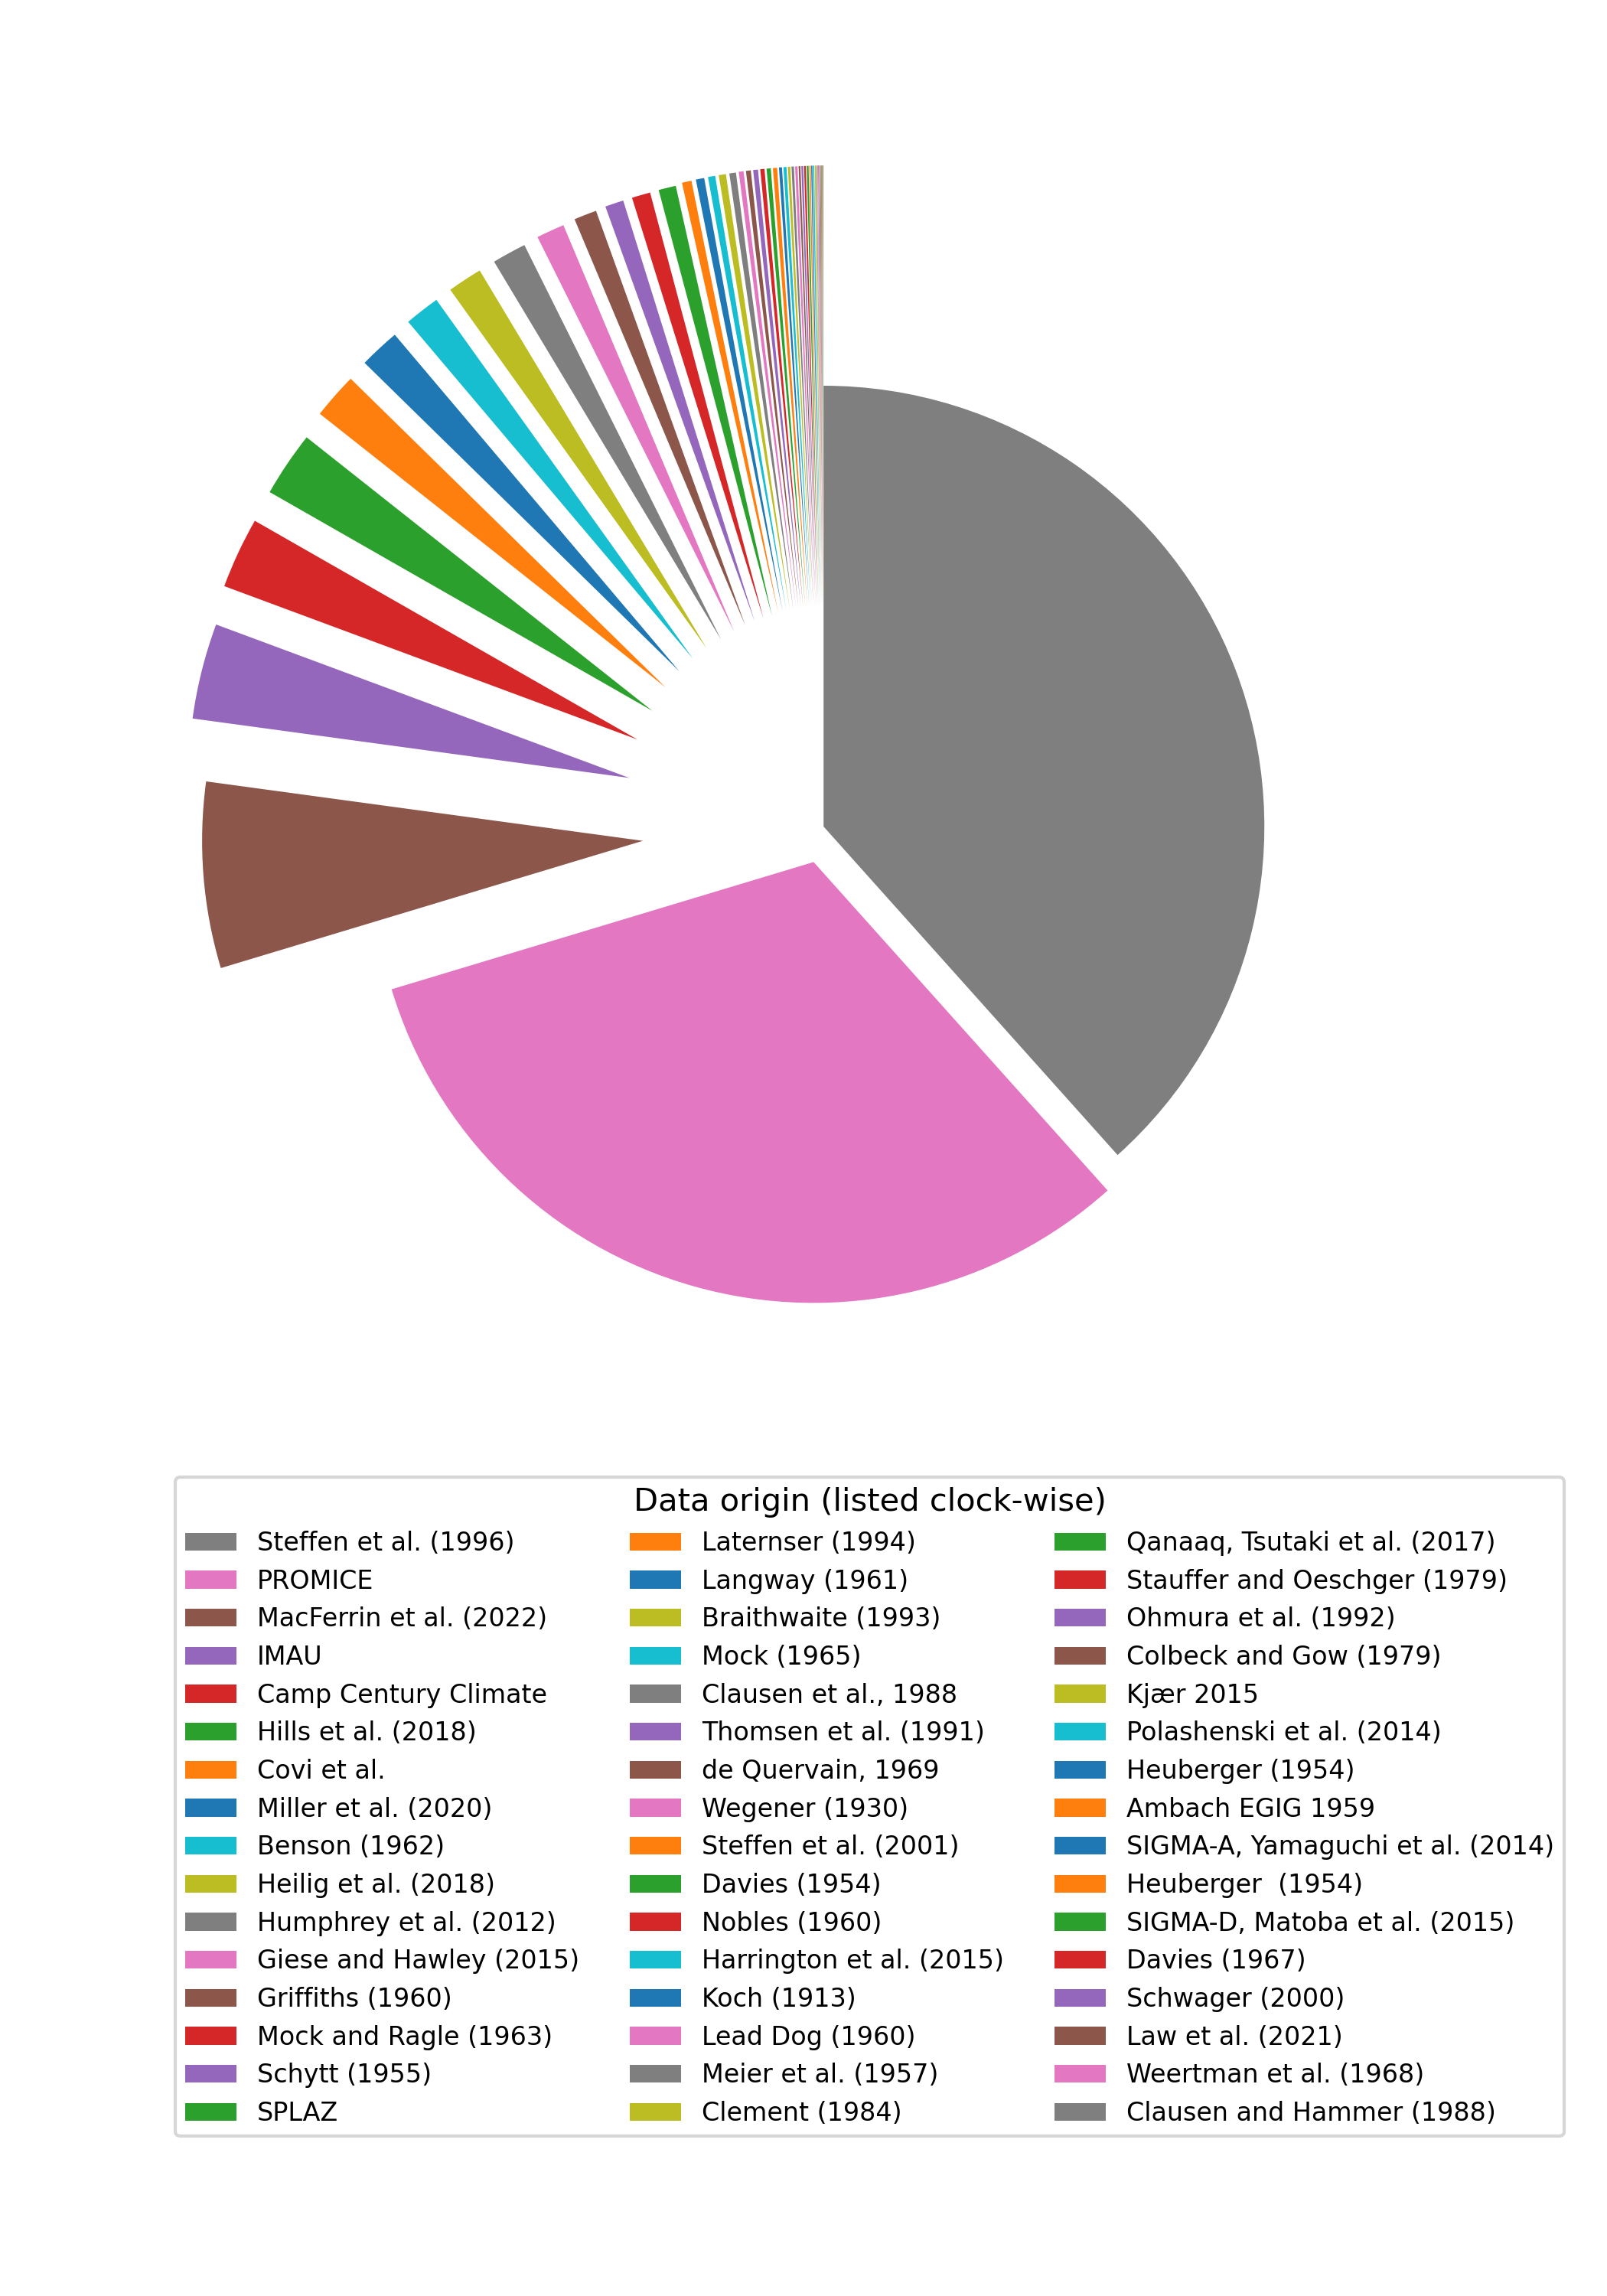 Data origin (listed clock-wise)
Steffen et al. (1996)
PROMICE
MacFerrin et al. (2022)
IMAU
Camp Century Climate
Hills et al. (2018)
Covi et al.
Miller et al. (2020)
Benson (1962)
Heilig et al. (2018)
Humphrey et al. (2012)
Giese and Hawley (2015)
Griffiths (1960)
Mock and Ragle (1963)
Schytt (1955)
SPLAZ
Laternser (1994)
Langway (1961)
Braithwaite (1993)
Mock (1965)
Clausen et al., 1988
Thomsen et al. (1991)
de Quervain, 1969
Wegener (1930)
Steffen et al. (2001)
Davies (1954)
Nobles (1960)
Harrington et al. (2015)
Koch (1913)
Lead Dog (1960)
Meier et al. (1957)
Clement (1984)
Qanaaq, Tsutaki et al. (2017)
Stauffer and Oeschger (1979)
Ohmura et al. (1992)
Colbeck and Gow (1979)
Kjær 2015
Polashenski et al. (2014)
Heuberger (1954)
Ambach EGIG 1959
SIGMA-A, Yamaguchi et al. (2014)
Heuberger  (1954)
SIGMA-D, Matoba et al. (2015)
Davies (1967)
Schwager (2000)
Law et al. (2021)
Weertman et al. (1968)
Clausen and Hammer (1988)